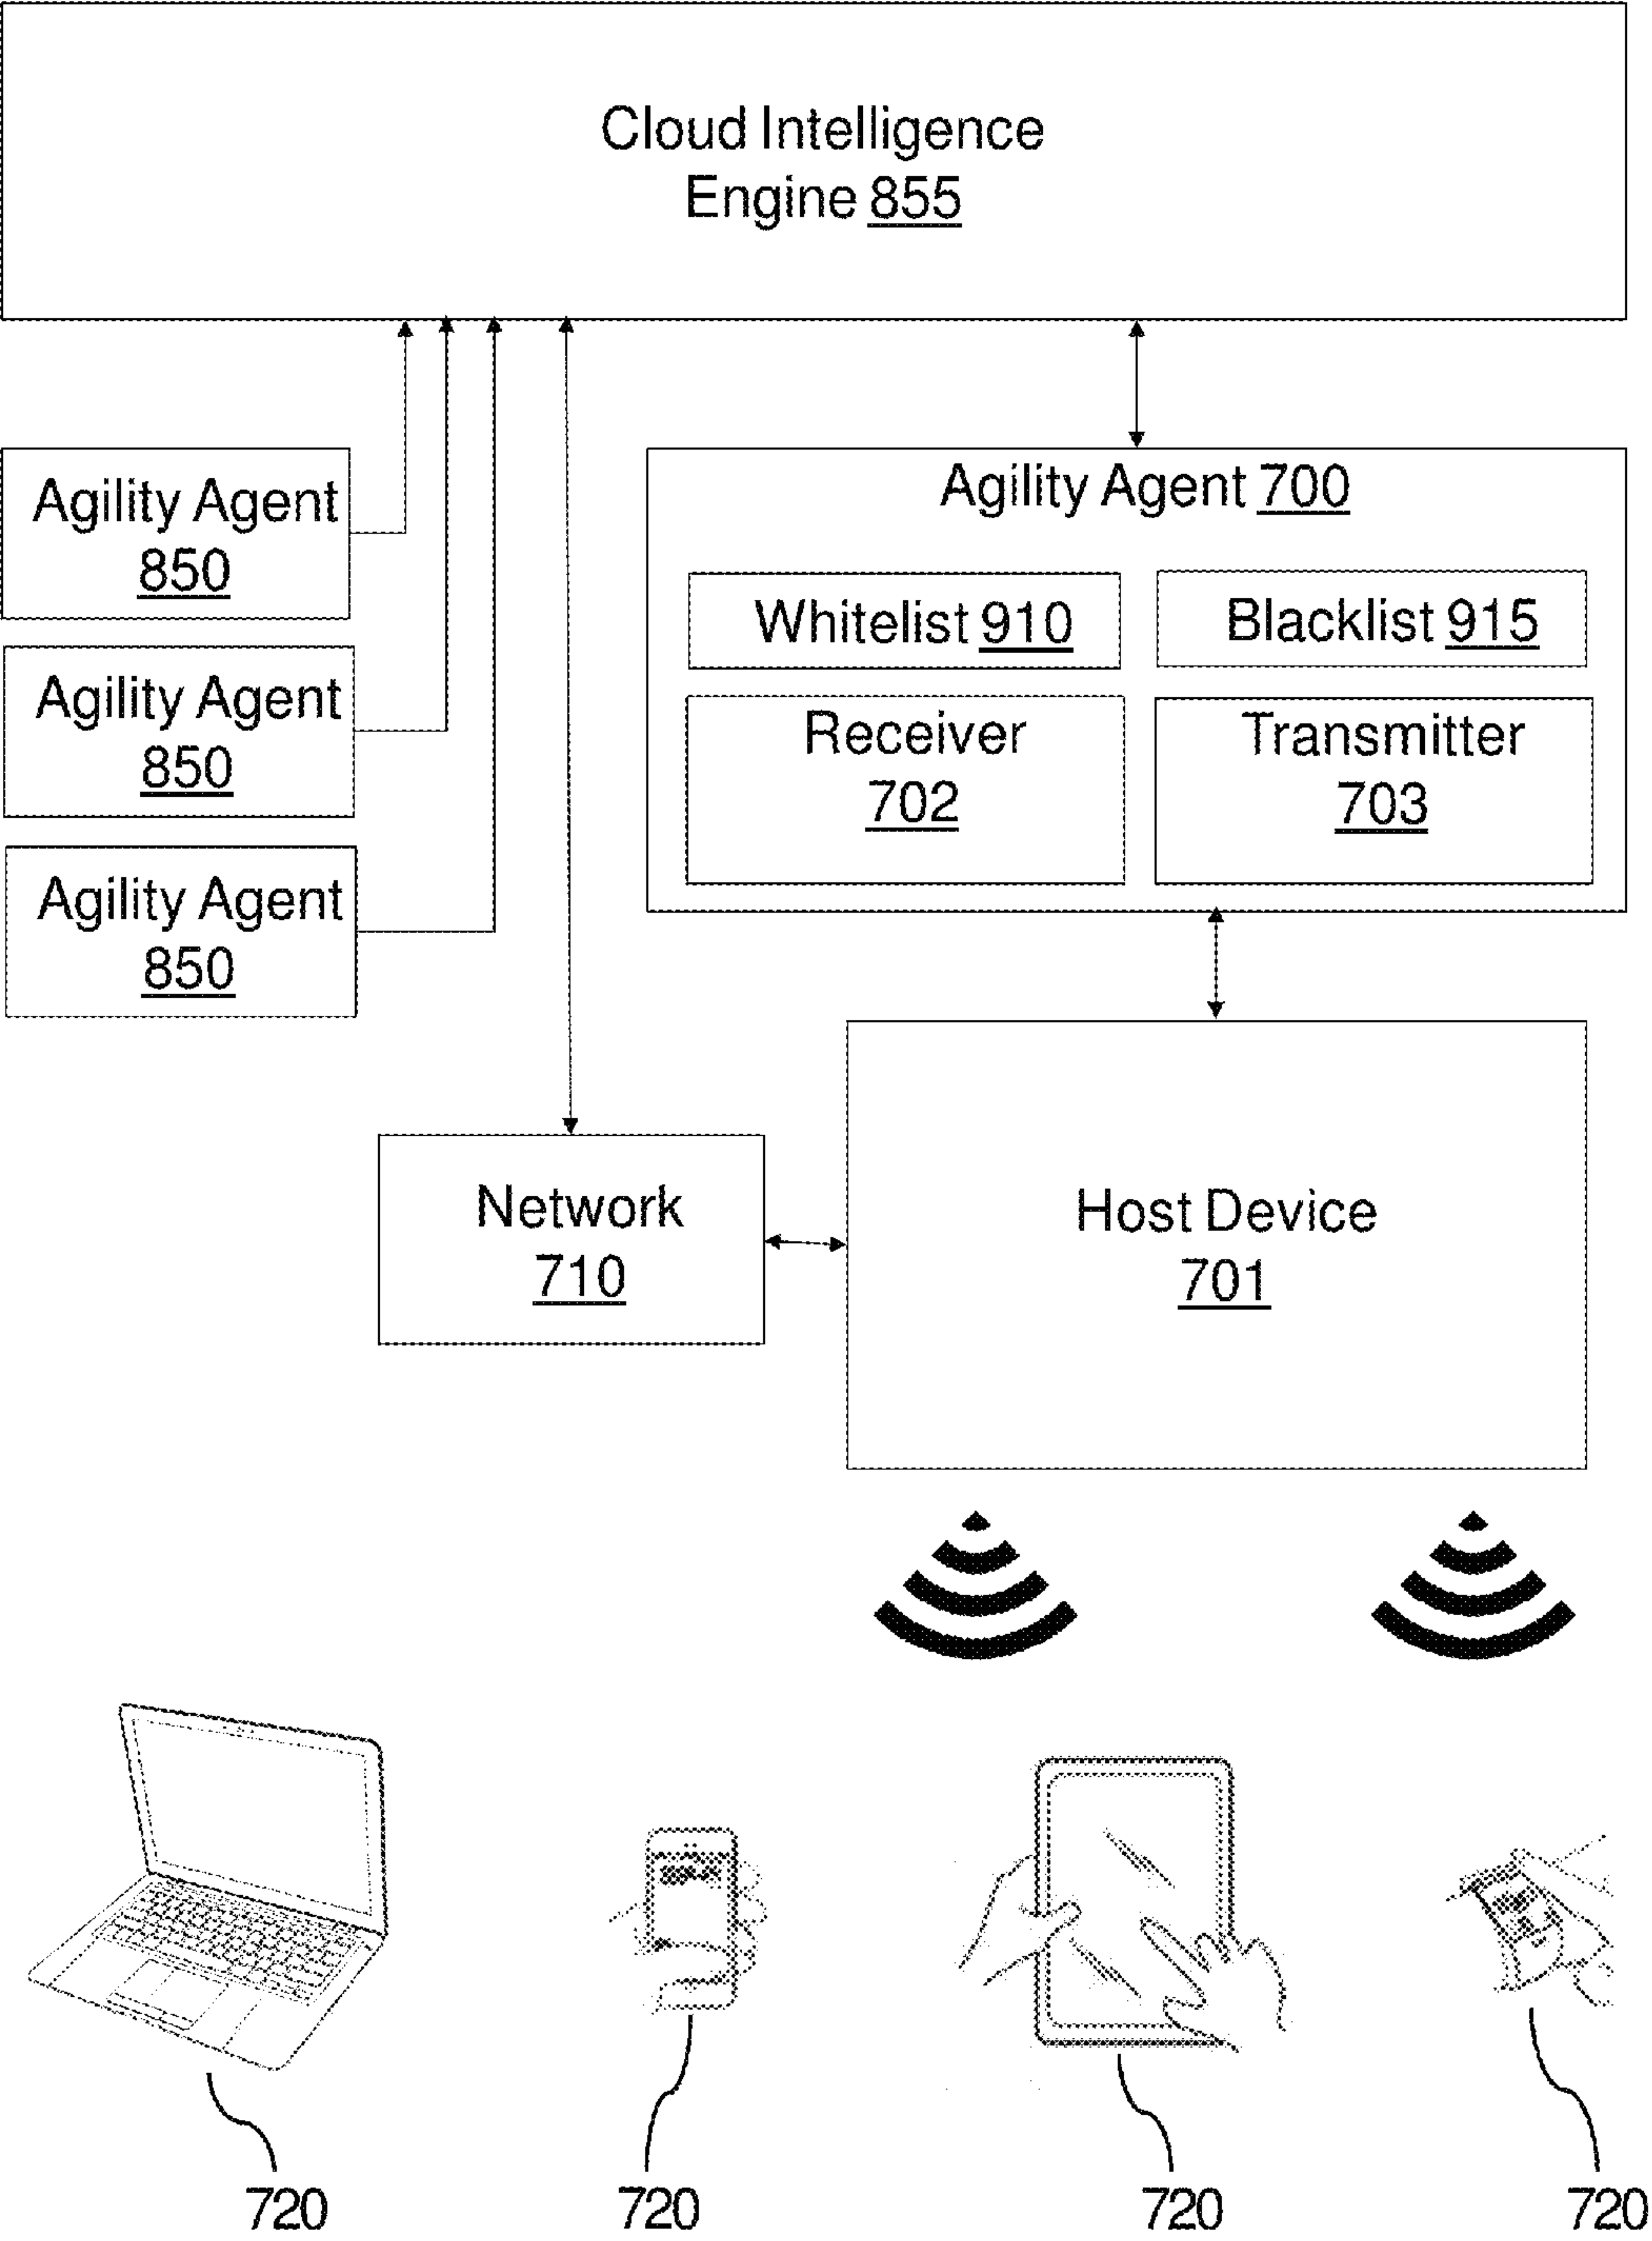 Cloud Intelligence
Engine 855
Agility Agent
850
Agility Agent
850
Agility Agent
850
Agility Agent 700
Whitelist 910
Blacklist 915
Receiver
702
Transmitter
703
Network
710
Host Device
701
720
720
720
720